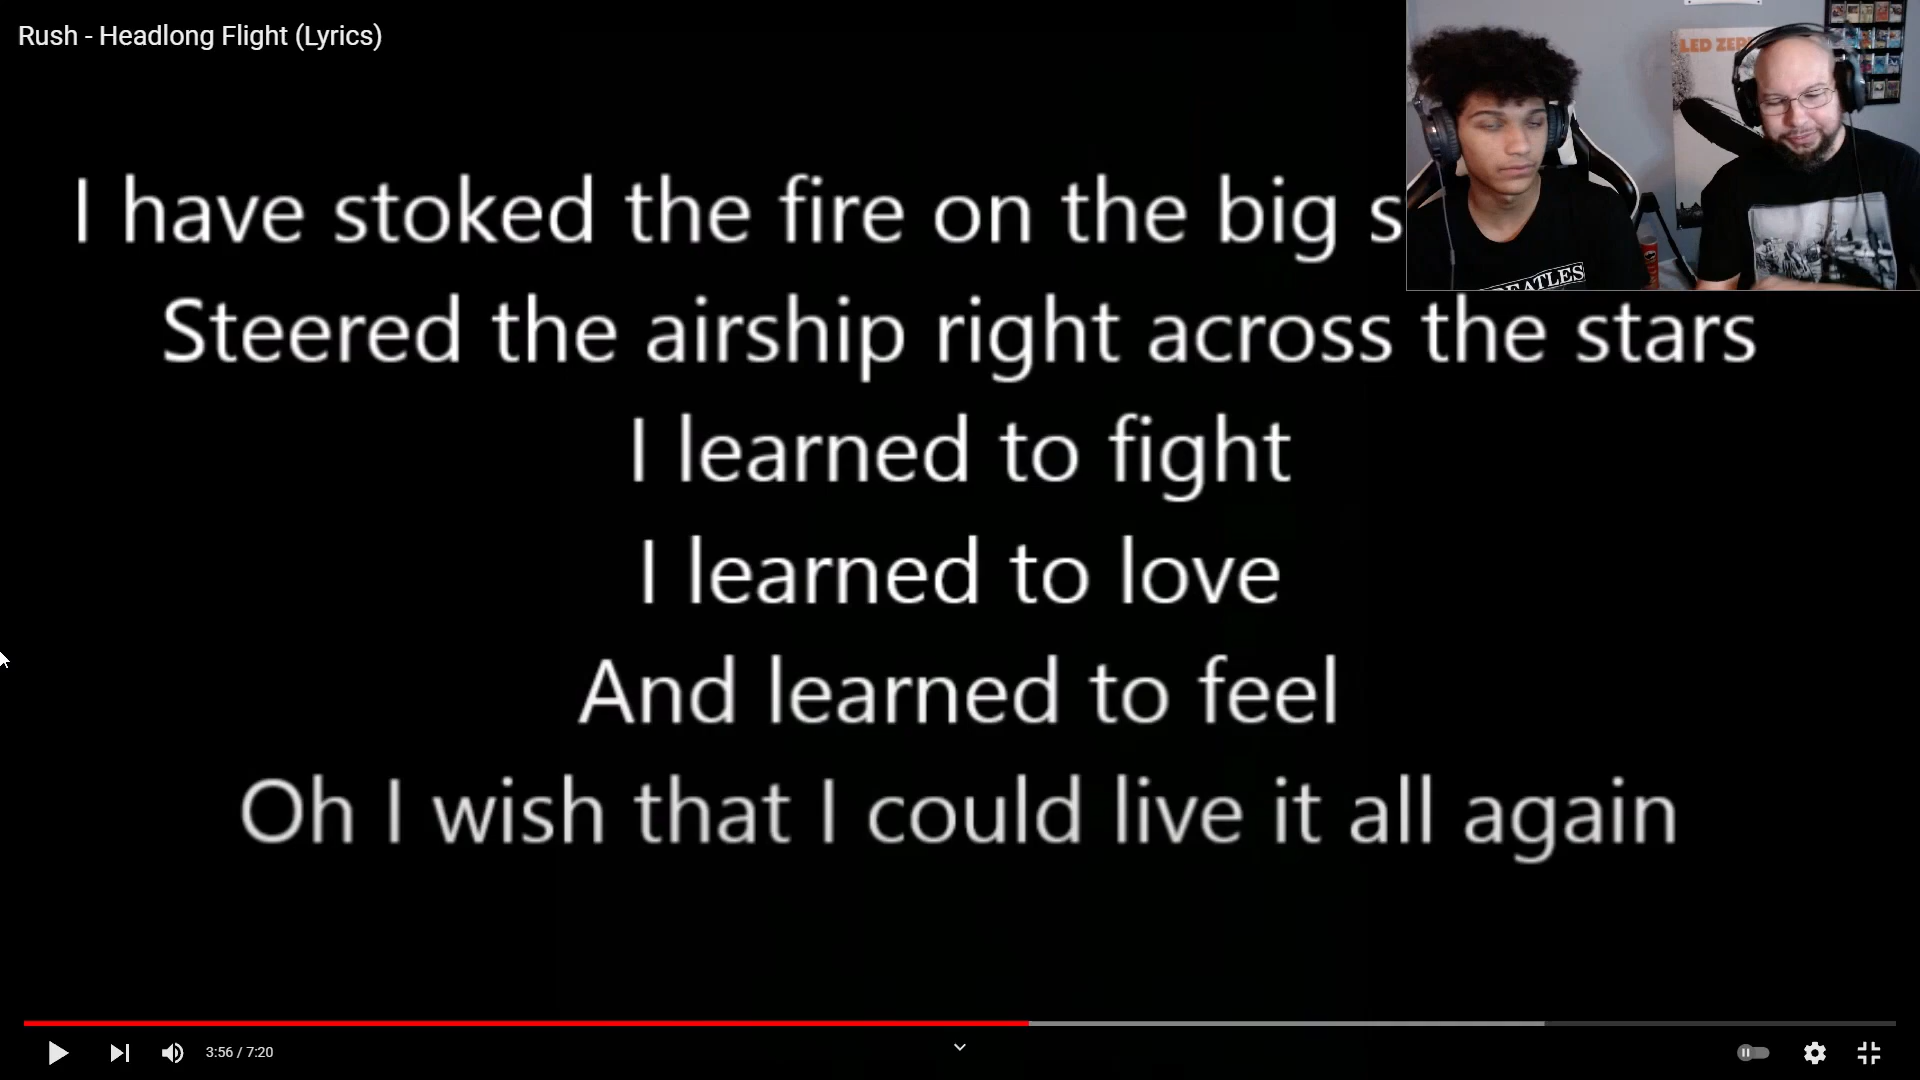 Rush - Headlong Flight (Lyrics)
LED ZEP
I have stoked the fire on the big s
Steered the airship right across the stars
I learned to fight
I learned to love
And learned to feel
Oh I wish that I could live it all again
EATLES
3:56 / 7:20